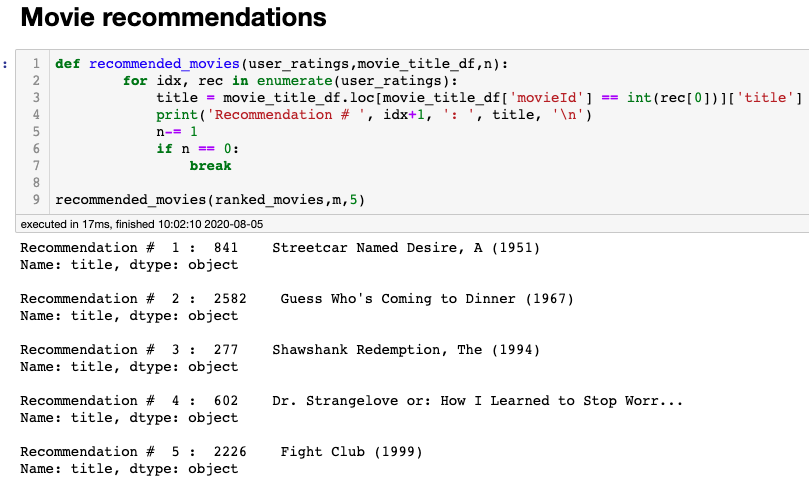 Movie recommendations
:
1 def recommended_movies(user_ratings,movie_title_df,n):
2         for idx, rec in enumerate(user_ratings):
3             title = movie_title_df.loc[movie_title_df['movieId'] == int(rec[0])]['title']
4             print('Recommendation # ', idx+1, ': ', title, '\n')
5             n-= 1
6             if n == 0:
7                 break
8
9 recommended_movies(ranked_movies,m,5)
executed in 17ms, finished 10:02:10 2020-08-05
Recommendation #  1 :  841    Streetcar Named Desire, A (1951)
Name: title, dtype: object
Recommendation #  2 :  2582    Guess Who's Coming to Dinner (1967)
Name: title, dtype: object
Recommendation #  3 :  277    Shawshank Redemption, The (1994)
Name: title, dtype: object
Recommendation #  4 :  602    Dr. Strangelove or: How I Learned to Stop Worr...
Name: title, dtype: object
Recommendation #  5 :  2226    Fight Club (1999)
Name: title, dtype: object